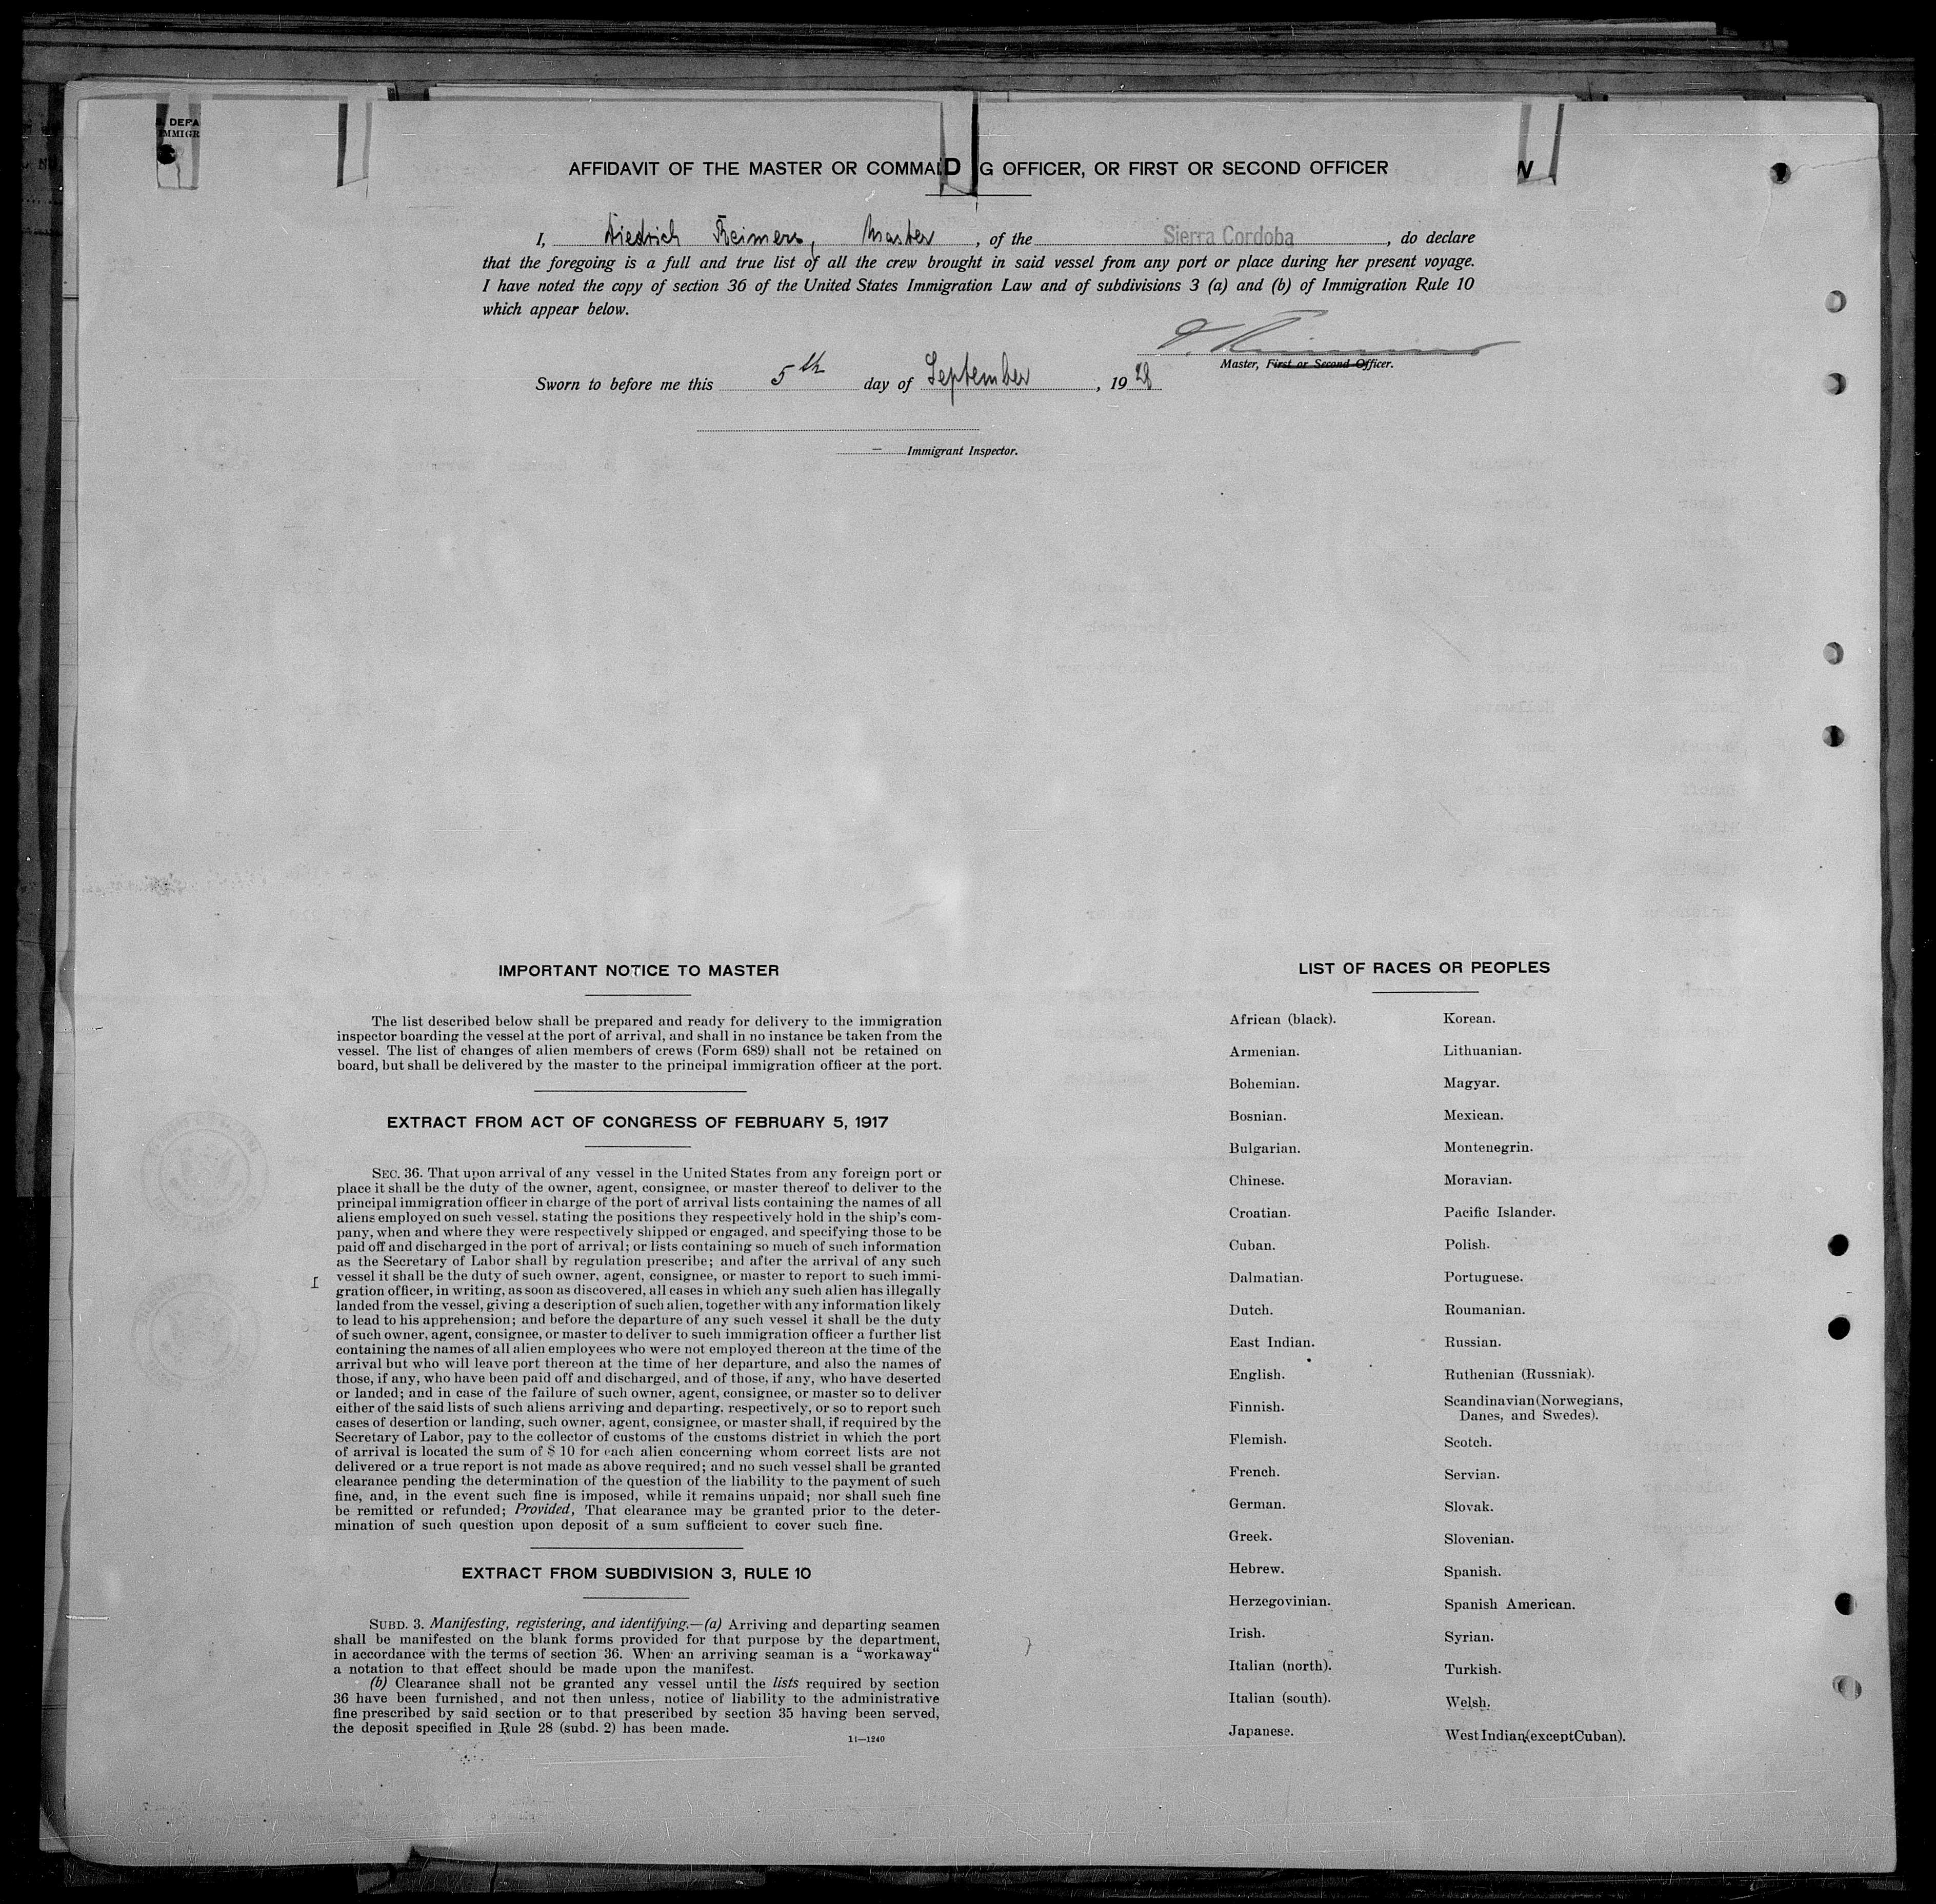 S. DEPA
IMMIGR
AFFIDAVIT OF THE MASTER OR COMMA D G OFFICER, OR FIRST OR SECOND OFFICER
W
I, Diedrich Reimers, Master, of the Sierra Cordoba, do declare
that the foregoing is a full and true list of all the crew brought in said vessel from any port or place during her present voyage.
I have noted the copy of section 36 of the United States Immigration Law and of subdivisions 3 (a) and (b) of Immigration Rule 10
which appear below.
D. Reimers
Master, First or Second Officer.
Sworn to before me this 5th day of September, 1928
Immigrant Inspector.
IMPORTANT NOTICE TO MASTER
The list described below shall be prepared and ready for delivery to the immigration
inspector boarding the vessel at the port of arrival, and shall in no instance be taken from the
vessel. The list of changes of alien members of crews (Form 689) shall not be retained on
board, but shall be delivered by the master to the principal immigration officer at the port.
EXTRACT FROM ACT OF CONGRESS OF FEBRUARY 5, 1917
SEC. 36. That upon arrival of any vessel in the United States from any foreign port or
place it shall be the duty of the owner, agent, consignee, or master thereof to deliver to the
principal immigration officer in charge of the port of arrival lists containing the names of all
aliens employed on such vessel, stating the positions they respectively hold in the ship's com-
pany, when and where they were respectively shipped or engaged, and specifying those to be
paid off and discharged in the port of arrival; or lists containing so much of such information
as the Secretary of Labor shall by regulation prescribe; and after the arrival of any such
vessel it shall be the duty of such owner, agent, consignee, or master to report to such immi-
gration officer, in writing, as soon as discovered, all cases in which any such alien has illegally
landed from the vessel, giving a description of such alien, together with any information likely
to lead to his apprehension; and before the departure of any such vessel it shall be the duty
of such owner, agent, consignee, or master to deliver to such immigration officer a further list
containing the names of all alien employees who were not employed thereon at the time of the
arrival but who will leave port thereon at the time of her departure, and also the names of
those, if any, who have been paid off and discharged, and of those, if any, who have deserted
or landed; and in case of the failure of such owner, agent, consignee, or master so to deliver
either of the said lists of such aliens arriving and departing, respectively, or so to report such
cases of desertion or landing, such owner, agent, consignee, or master shall, if required by the
Secretary of Labor, pay to the collector of customs of the customs district in which the port
of arrival is located the sum of $ 10 for each alien concerning whom correct lists are not
delivered or a true report is not made as above required; and no such vessel shall be granted
clearance pending the determination of the question of the liability to the payment of such
fine, and, in the event such fine is imposed, while it remains unpaid; nor shall such fine
be remitted or refunded; Provided, That clearance may be granted prior to the deter-
mination of such question upon deposit of a sum sufficient to cover such fine.
EXTRACT FROM SUBDIVISION 3, RULE 10
SUBD. 3. Manifesting, registering, and identifying.—(a) Arriving and departing seamen
shall be manifested on the blank forms provided for that purpose by the department,
in accordance with the terms of section 36. When an arriving seaman is a "workaway"
a notation to that effect should be made upon the manifest.
(b) Clearance shall not be granted any vessel until the lists required by section
36 have been furnished, and not then unless, notice of liability to the administrative
fine prescribed by said section or to that prescribed by section 35 having been served,
the deposit specified in Rule 28 (subd. 2) has been made.
11—1240
LIST OF RACES OR PEOPLES
African (black).
Armenian.
Bohemian.
Bosnian.
Bulgarian.
Chinese.
Croatian.
Cuban.
Dalmatian.
Dutch.
East Indian.
English.
Finnish.
Flemish.
French.
German.
Greek.
Hebrew.
Herzegovinian.
Irish.
Italian (north).
Italian (south).
Japanese.
Korean.
Lithuanian.
Magyar.
Mexican.
Montenegrin.
Moravian.
Pacific Islander.
Polish.
Portuguese.
Roumanian.
Russian.
Ruthenian (Russniak).
Scandinavian (Norwegians,
Danes, and Swedes).
Scotch.
Servian.
Slovak.
Slovenian.
Spanish.
Spanish American.
Syrian.
Turkish.
Welsh.
West Indian (except Cuban).